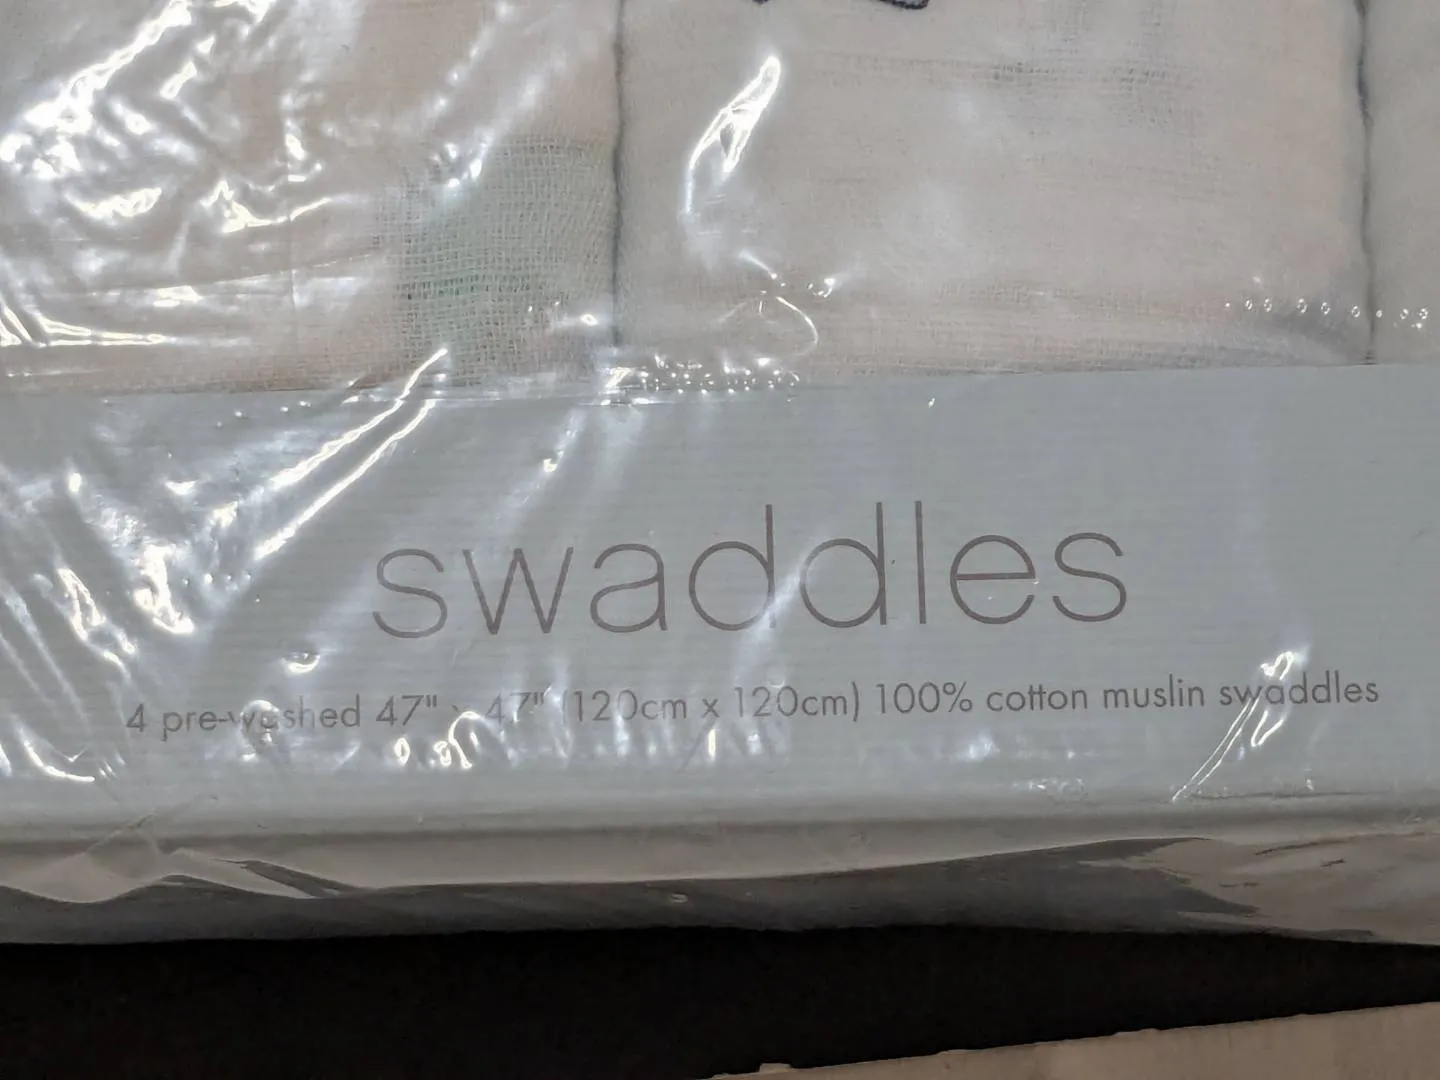 swaddles
4 pre-washed 47" x 47" (120cm x 120cm) 100% cotton muslin swaddles